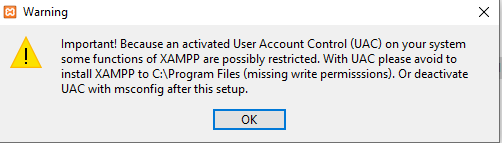 Warning
Important! Because an activated User Account Control (UAC) on your system
some functions of XAMPP are possibly restricted. With UAC please avoid to
install XAMPP to C:\Program Files (missing write permisssions). Or deactivate
UAC with msconfig after this setup.
OK